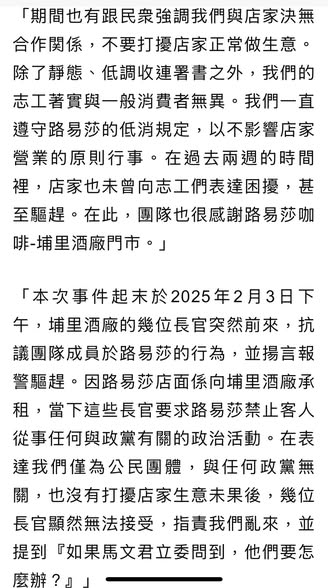 「期間也有跟民衆強調我們與店家決無
合作關係，不要打擾店家正常做生意。
除了靜態、低調收連署書之外，我們的
志工著實與一般消費者無異。我們一直
遵守路易莎的低消規定，以不影響店家
營業的原則行事。在過去兩週的時間
裡，店家也未曾向志工們表達困擾，甚
至驅趕。在此，團隊也很感謝路易莎咖
啡-埔里酒廠門市。」
「本次事件起末於2025年2月3日下
午，埔里酒廠的幾位長官突然前來，抗
議團隊成員於路易莎的行為，並揚言報
警驅趕。因路易莎店面係向埔里酒廠承
租，當下這些長官要求路易莎禁止客人
從事任何與政黨有關的政治活動。在表
達我們僅為公民團體，與任何政黨無
關，也沒有打擾店家生意未果後，幾位
長官顯然無法接受，指責我們亂來，並
提到『如果馬文君立委問到，他們要怎
麼辦？』」